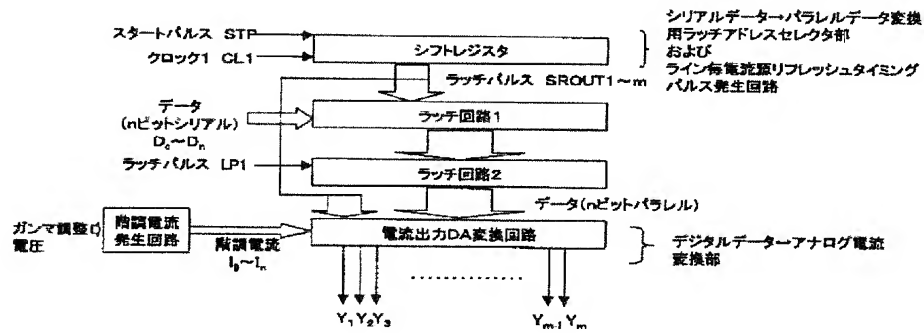 スタートパルス STP
クロック1 CL1
シフトレジスタ
シリアルデータ→パラレルデータ変換
用ラッチアドレスセレクタ部
および
ライン毎電流源リフレッシュタイミング
パルス発生回路
ラッチパルス SROUT1～m
データ
(nビットシリアル)
D₀～Dₙ
ラッチ回路1
ラッチパルス LP1
ラッチ回路2
データ(nビットパラレル)
ガンマ調整
電圧
階調電流
発生回路
階調電流
I₀～Iₙ
電流出力DA変換回路
デジタルデータ→アナログ電流
変換部
Y₁ Y₂ Y₃
Yₘ₋₁ Yₘ